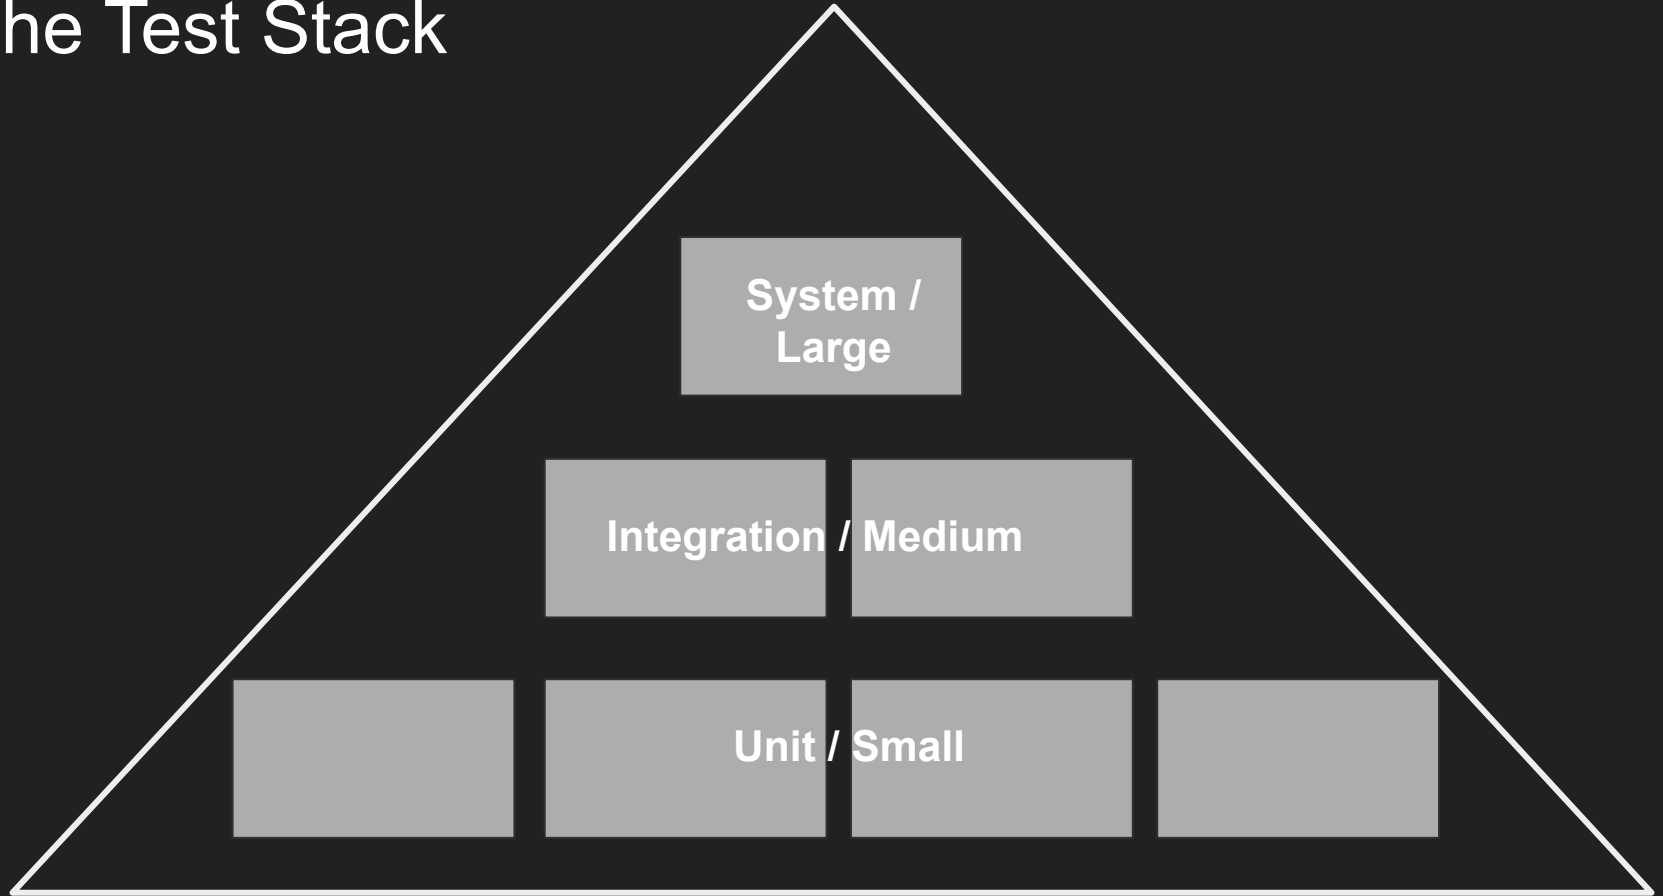 he Test Stack
System /
Large
Integration / Medium
Unit / Small